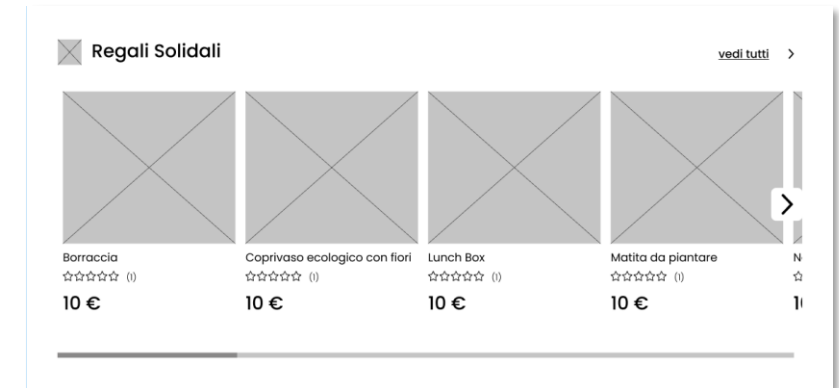 Regali Solidali
vedi tutti
Borraccia
Coprivaso ecologico con fiori
Lunch Box
Matita da piantare
(1)
(1)
(1)
(1)
10 €
10 €
10 €
10 €